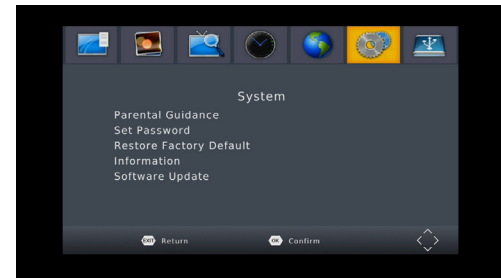 System
Parental Guidance
Set Password
Restore Factory Default
Information
Software Update
EXIT Return OK Confirm